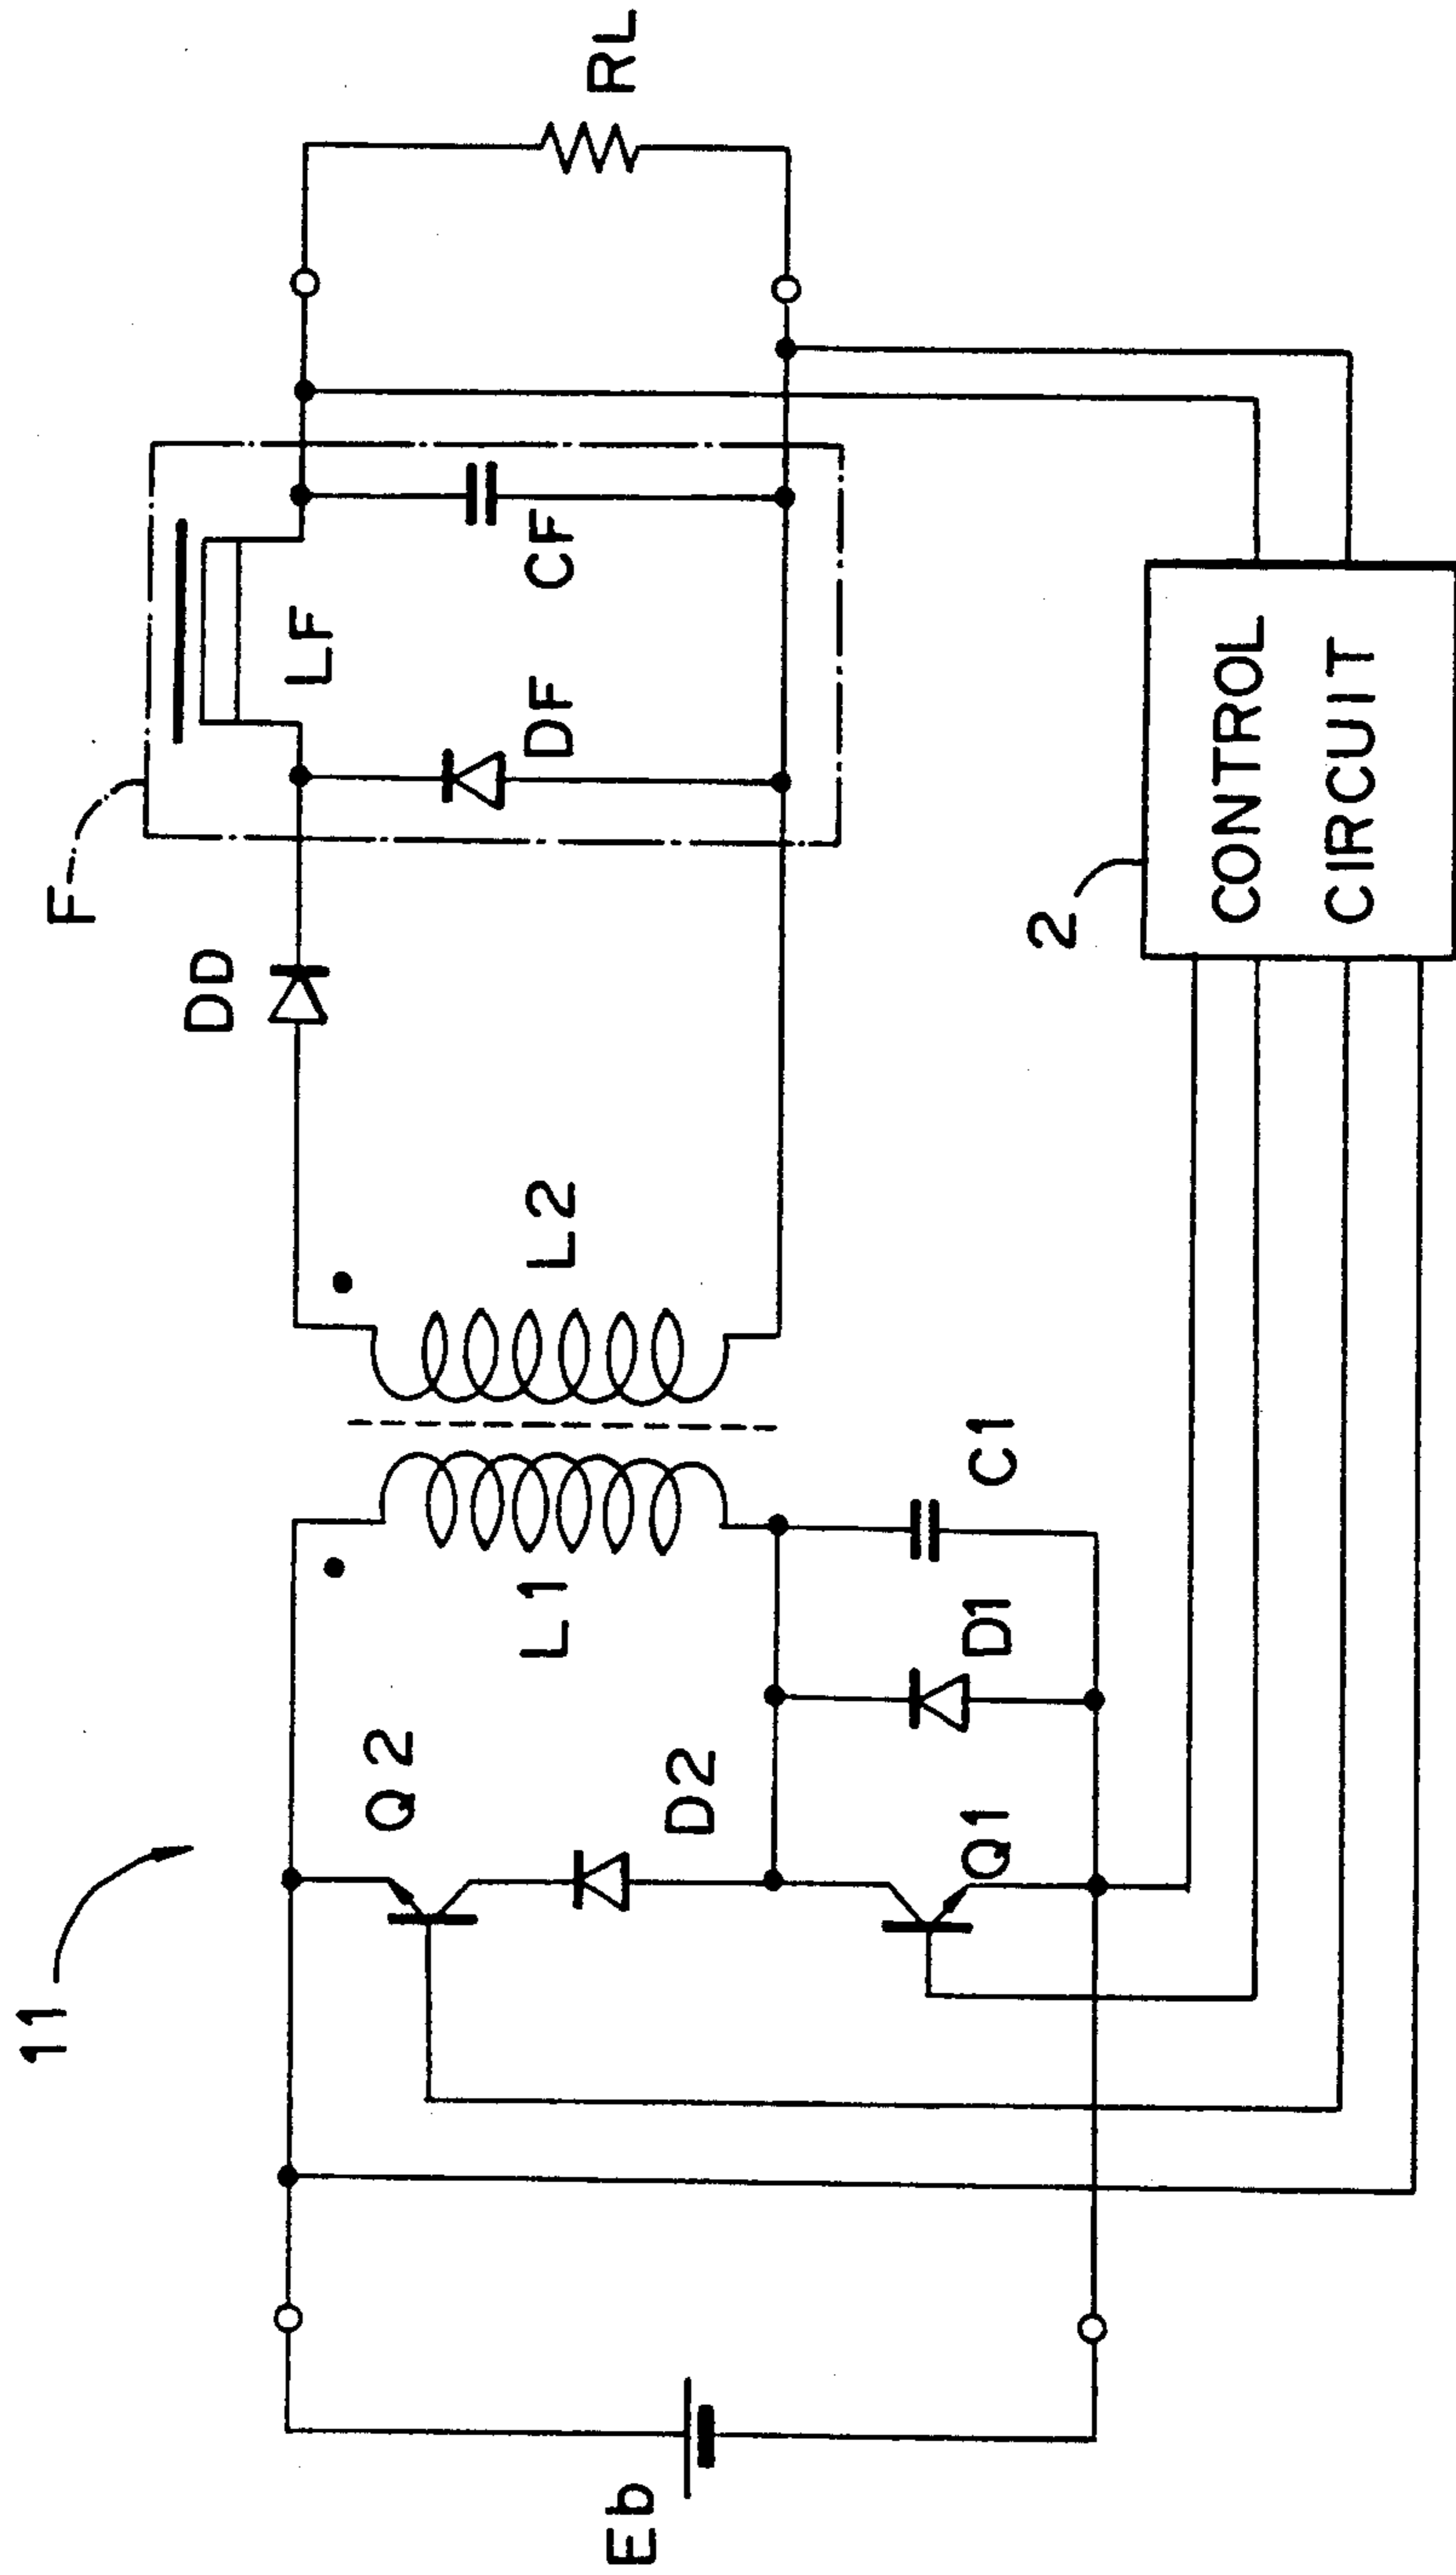 11
Eb
Q2
D2
Q1
D1
C1
L1
L2
DD
F
LF
DF
CF
RL
2
CONTROL
CIRCUIT